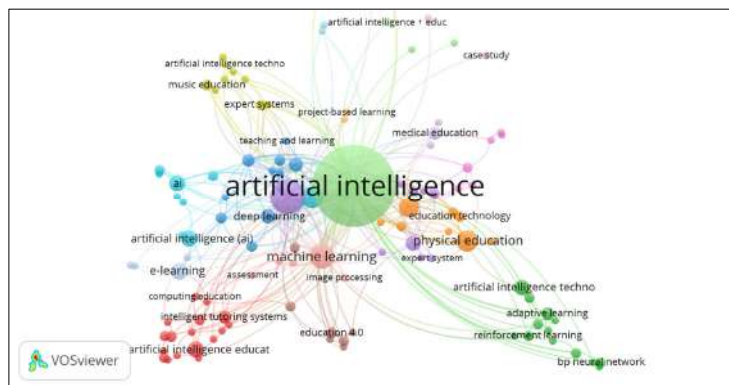 artificial intelligence + educ
case study
artificial intelligence techno
music education
expert systems
project-based learning
medical education
teaching and learning
ai
artificial intelligence
deep learning
education technology
artificial intelligence (ai)
physical education
machine learning
expert system
e-learning
assessment
image processing
artificial intelligence techno
computing education
adaptive learning
intelligent tutoring systems
education 4.0
reinforcement learning
artificial intelligence educat
bp neural network
VOSviewer